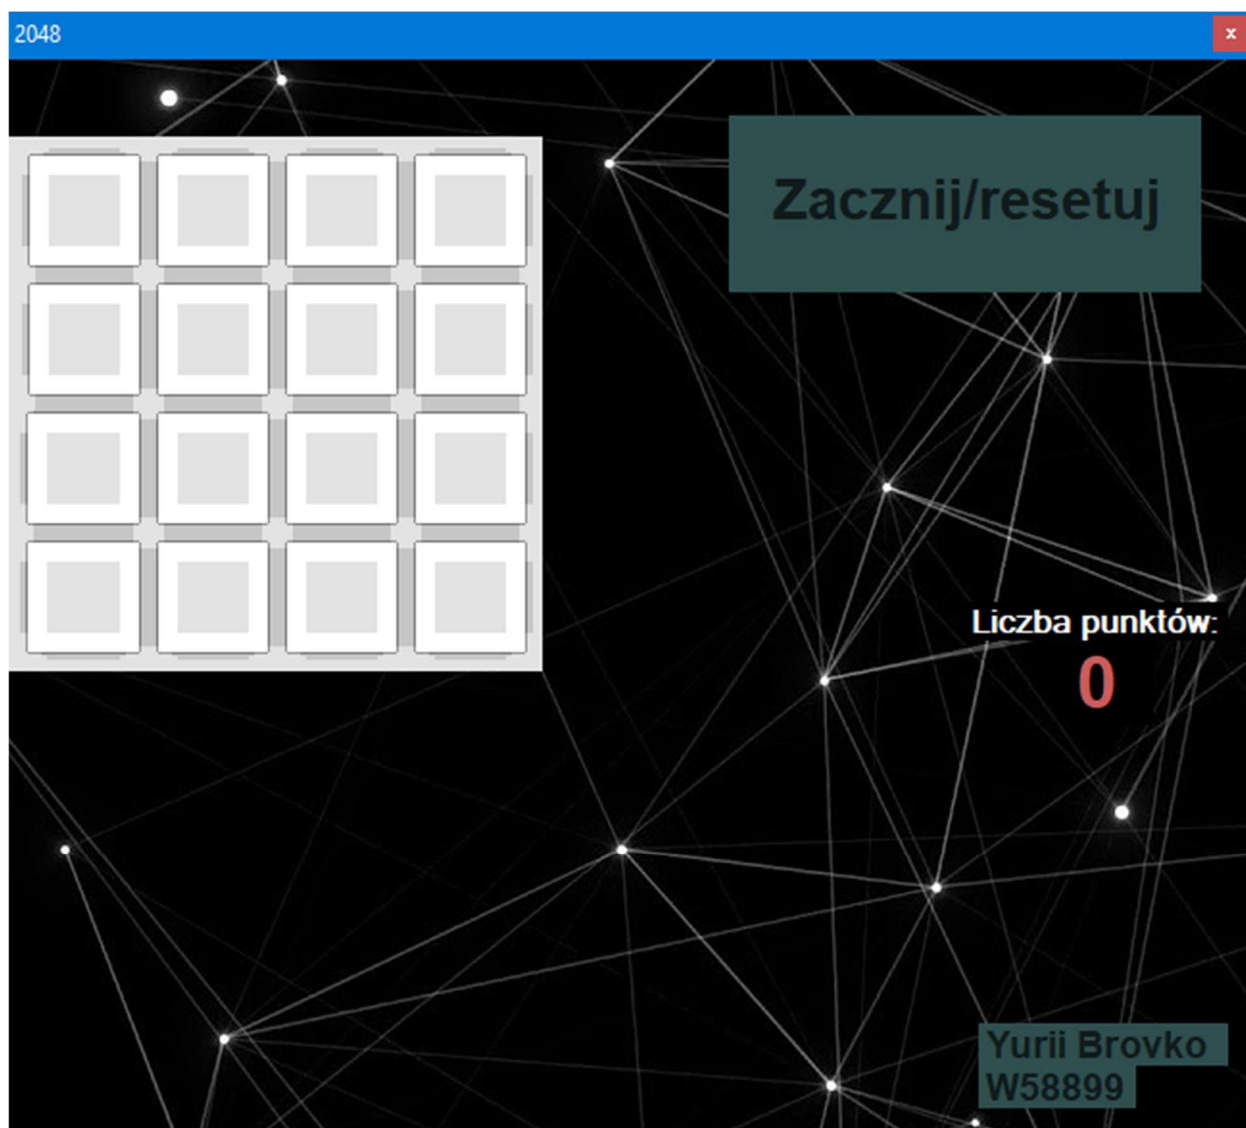 2048
x
Zacznij/resetuj
Liczba punktów:
0
Yurii Brovko
W58899